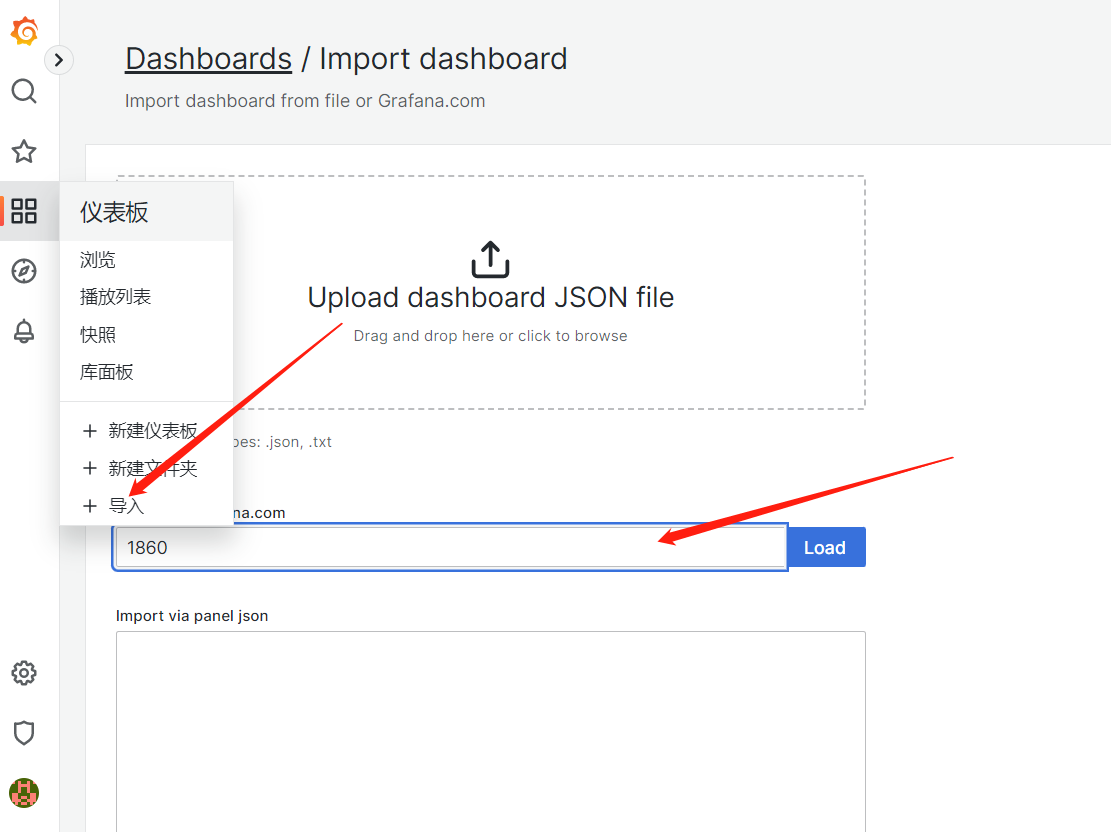 Dashboards / Import dashboard
Import dashboard from file or Grafana.com
仪表板
浏览
播放列表
快照
库面板
+ 新建仪表板
+ 新建文件夹
+ 导入
Upload dashboard JSON file
Drag and drop here or click to browse
pes: .json, .txt
na.com
1860
Load
Import via panel json